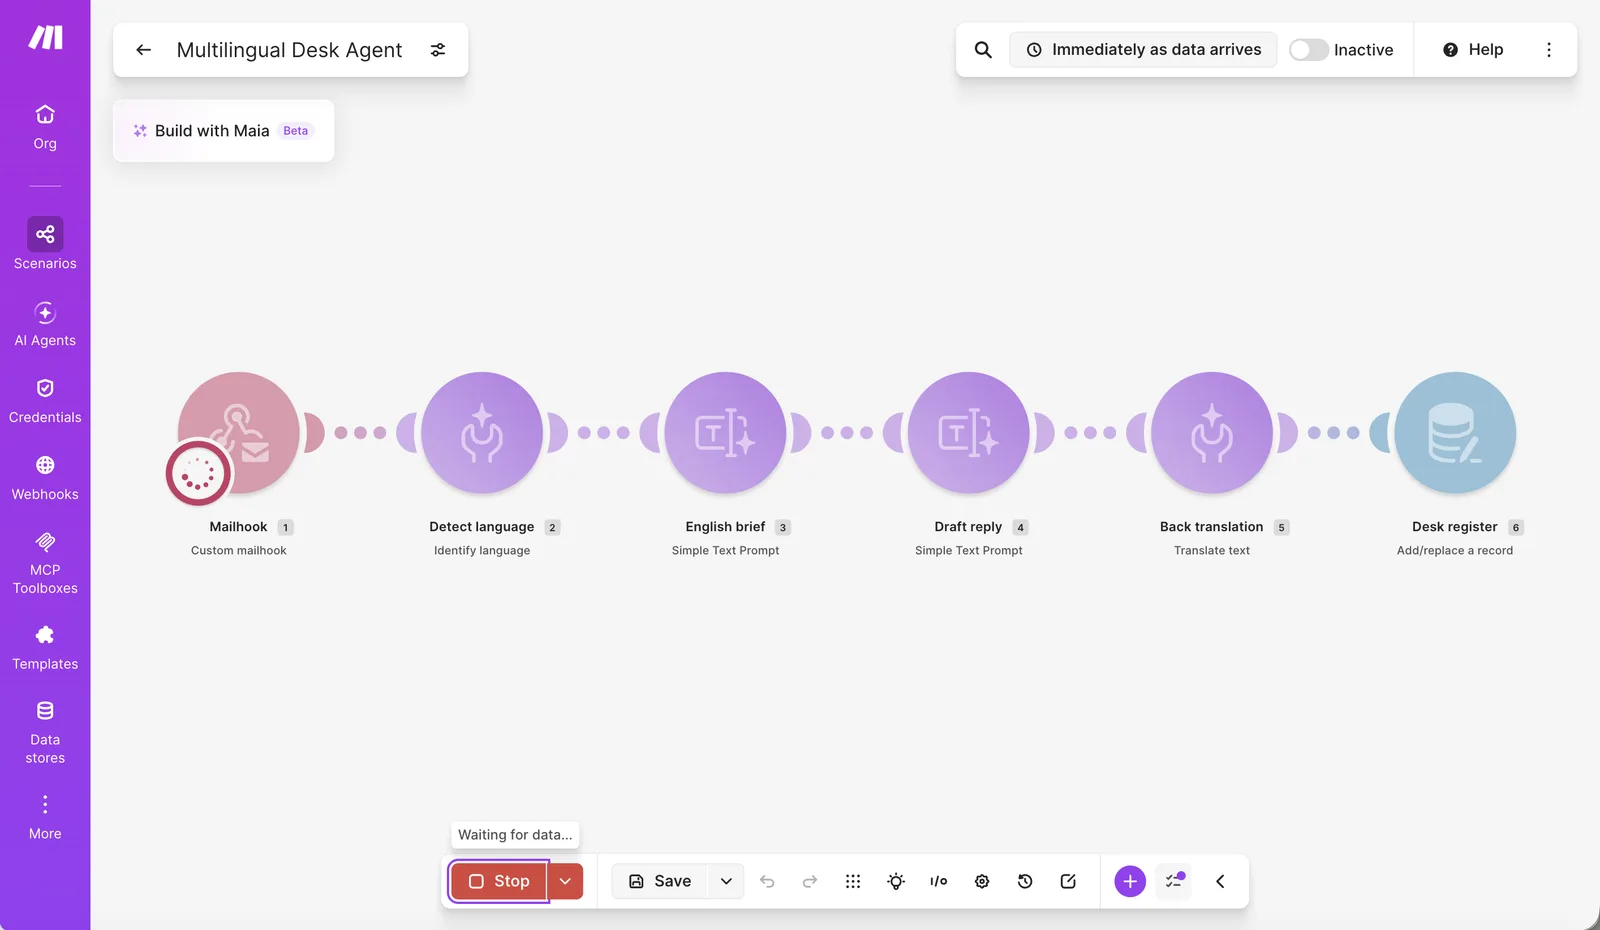 Multilingual Desk Agent
Immediately as data arrives
Inactive
Help
Build with Maia Beta
Org
Scenarios
AI Agents
Credentials
Webhooks
MCP
Toolboxes
Templates
Data
stores
More
Mailhook 1
Custom mailhook
Detect language 2
Identify language
English brief 3
Simple Text Prompt
Draft reply 4
Simple Text Prompt
Back translation 5
Translate text
Desk register 6
Add/replace a record
Waiting for data...
Stop
Save